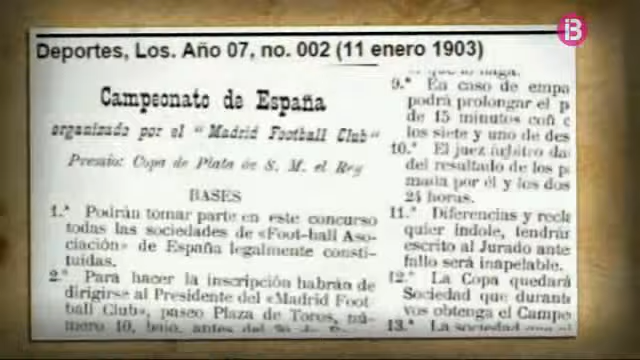 Deportes, Los. Año 07, no. 002 (11 enero 1903)
Campeonato de España
organizado por el "Madrid Football Club"
Premio: Copa de Plata de S. M. el Rey
BASES
1.ª Podrán tomar parte en este concurso
todas las sociedades de «Foot-ball Aso-
ciación» de España legalmente consti-
tuídas.
2.ª Para hacer la inscripción habrán de
dirigirse al Presidente del «Madrid Foot
ball Club», paseo Plaza de Toros, nú-
mero 10, bajo, antes del
9.ª En caso de empa
podrá prolongar el p
de 15 minutos con c
los siete y uno de des
10.ª El juez árbitro da
del resultado de los p
mada por él y los dos
24 horas.
11.ª Diferencias y recla
quier índole, tendrán
escrito al Jurado ante
fallo será inapelable.
12.ª La Copa quedará
Sociedad que durant
vos obtenga el Campe
13.ª La sociedad que